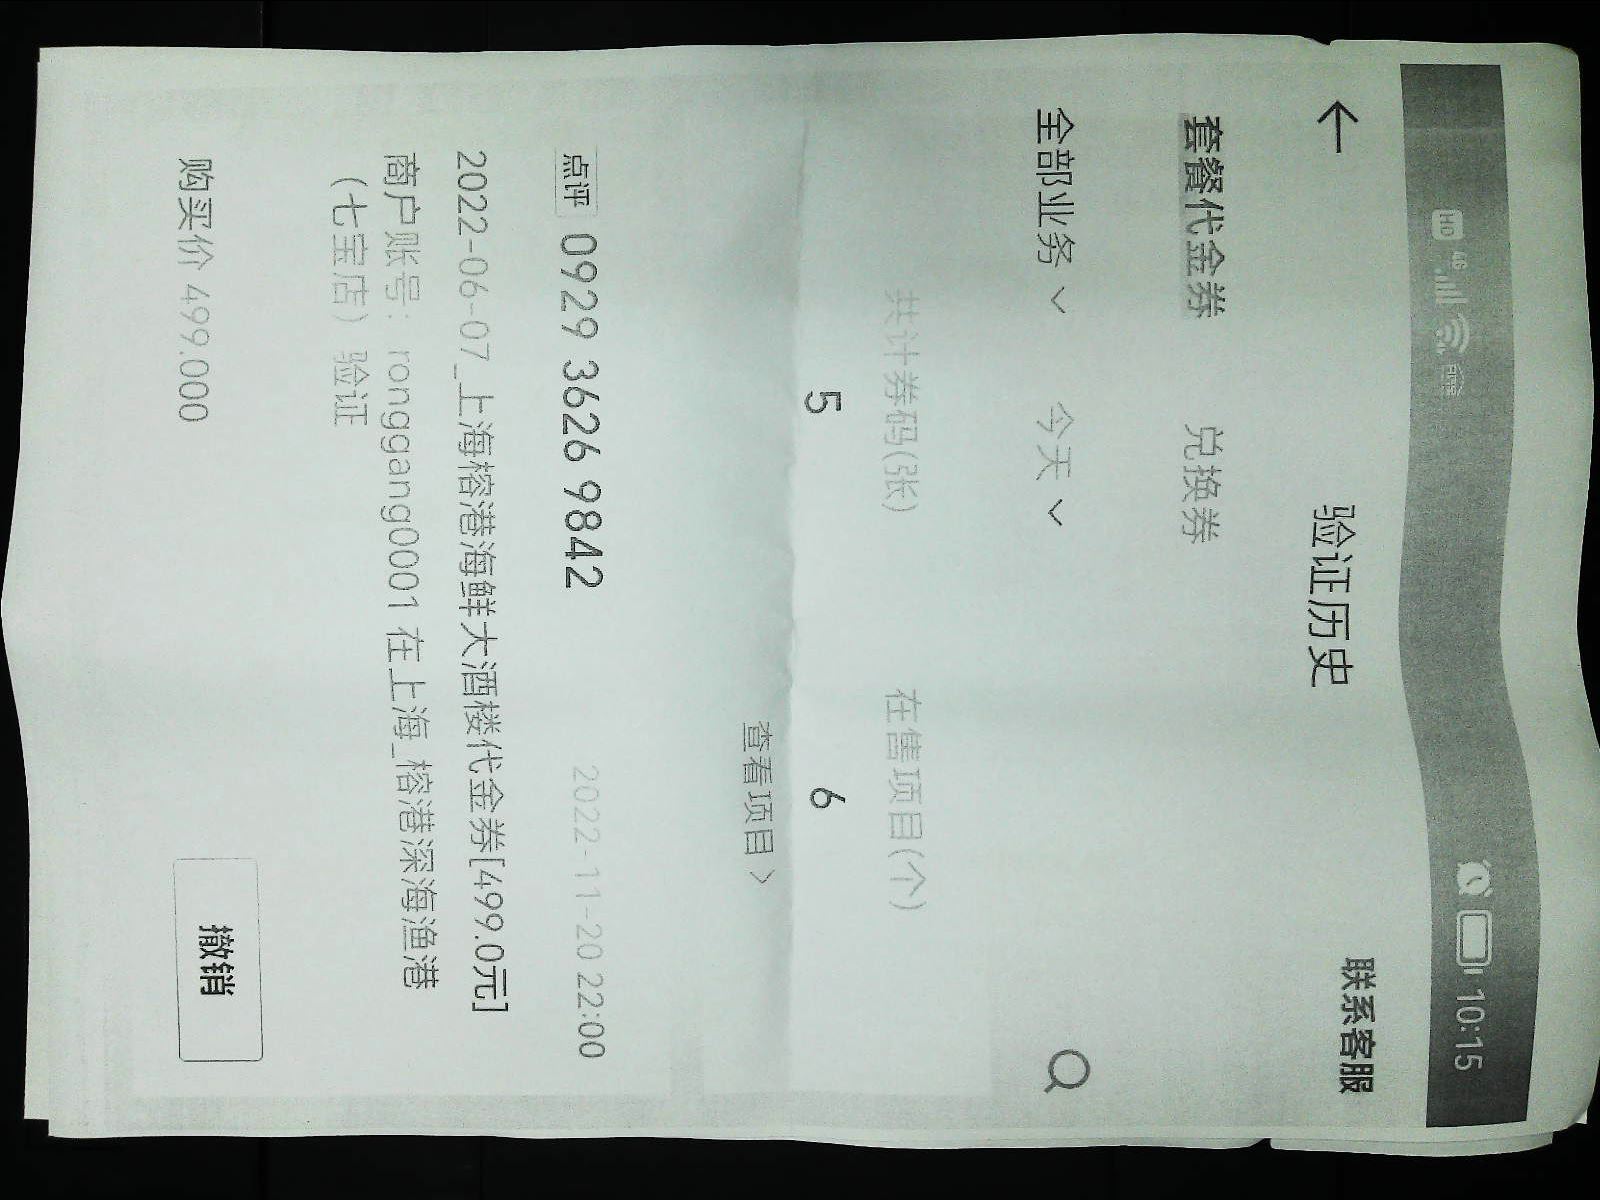 HD 4G 10:15
← 验证历史 联系客服
套餐代金券 兑换券
全部业务 今天
共计券码(张) 在售项目(个)
5 6
查看项目 >
点评 0929 3626 9842 2022-11-20 22:00
2022-06-07_上海榕港海鲜大酒楼代金券[499.0元]
商户账号: ronggang0001 在上海_榕港深海渔港
(七宝店) 验证
购买价 499.000
撤销